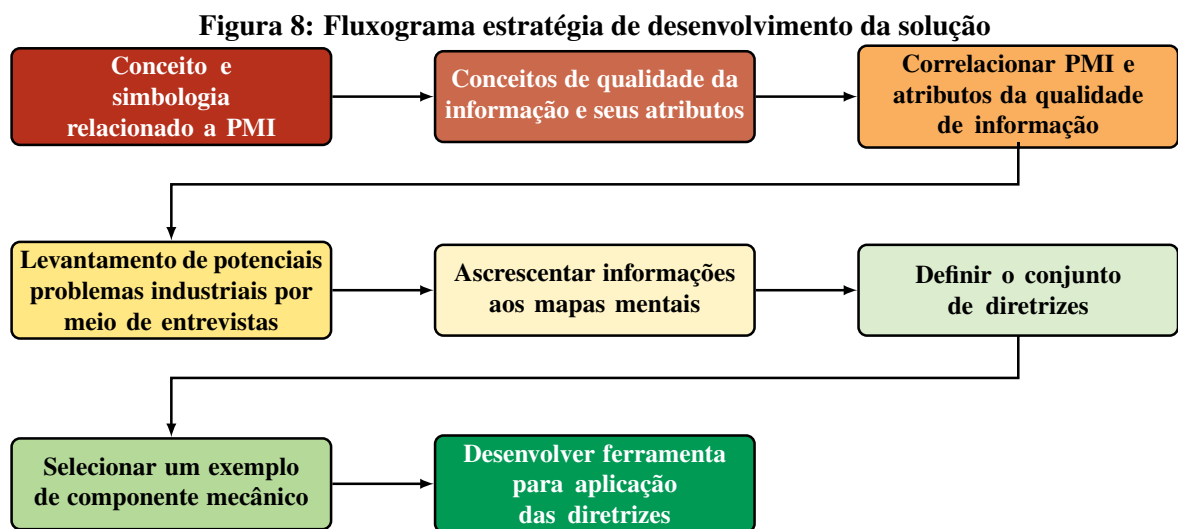 Figura 8: Fluxograma estratégia de desenvolvimento da solução
Conceito e
simbologia
relacionado a PMI
Conceitos de qualidade da
informação e seus atributos
Correlacionar PMI e
atributos da qualidade
de informação
Levantamento de potenciais
problemas industriais por
meio de entrevistas
Ascrescentar informações
aos mapas mentais
Definir o conjunto
de diretrizes
Selecionar um exemplo
de componente mecânico
Desenvolver ferramenta
para aplicação
das diretrizes